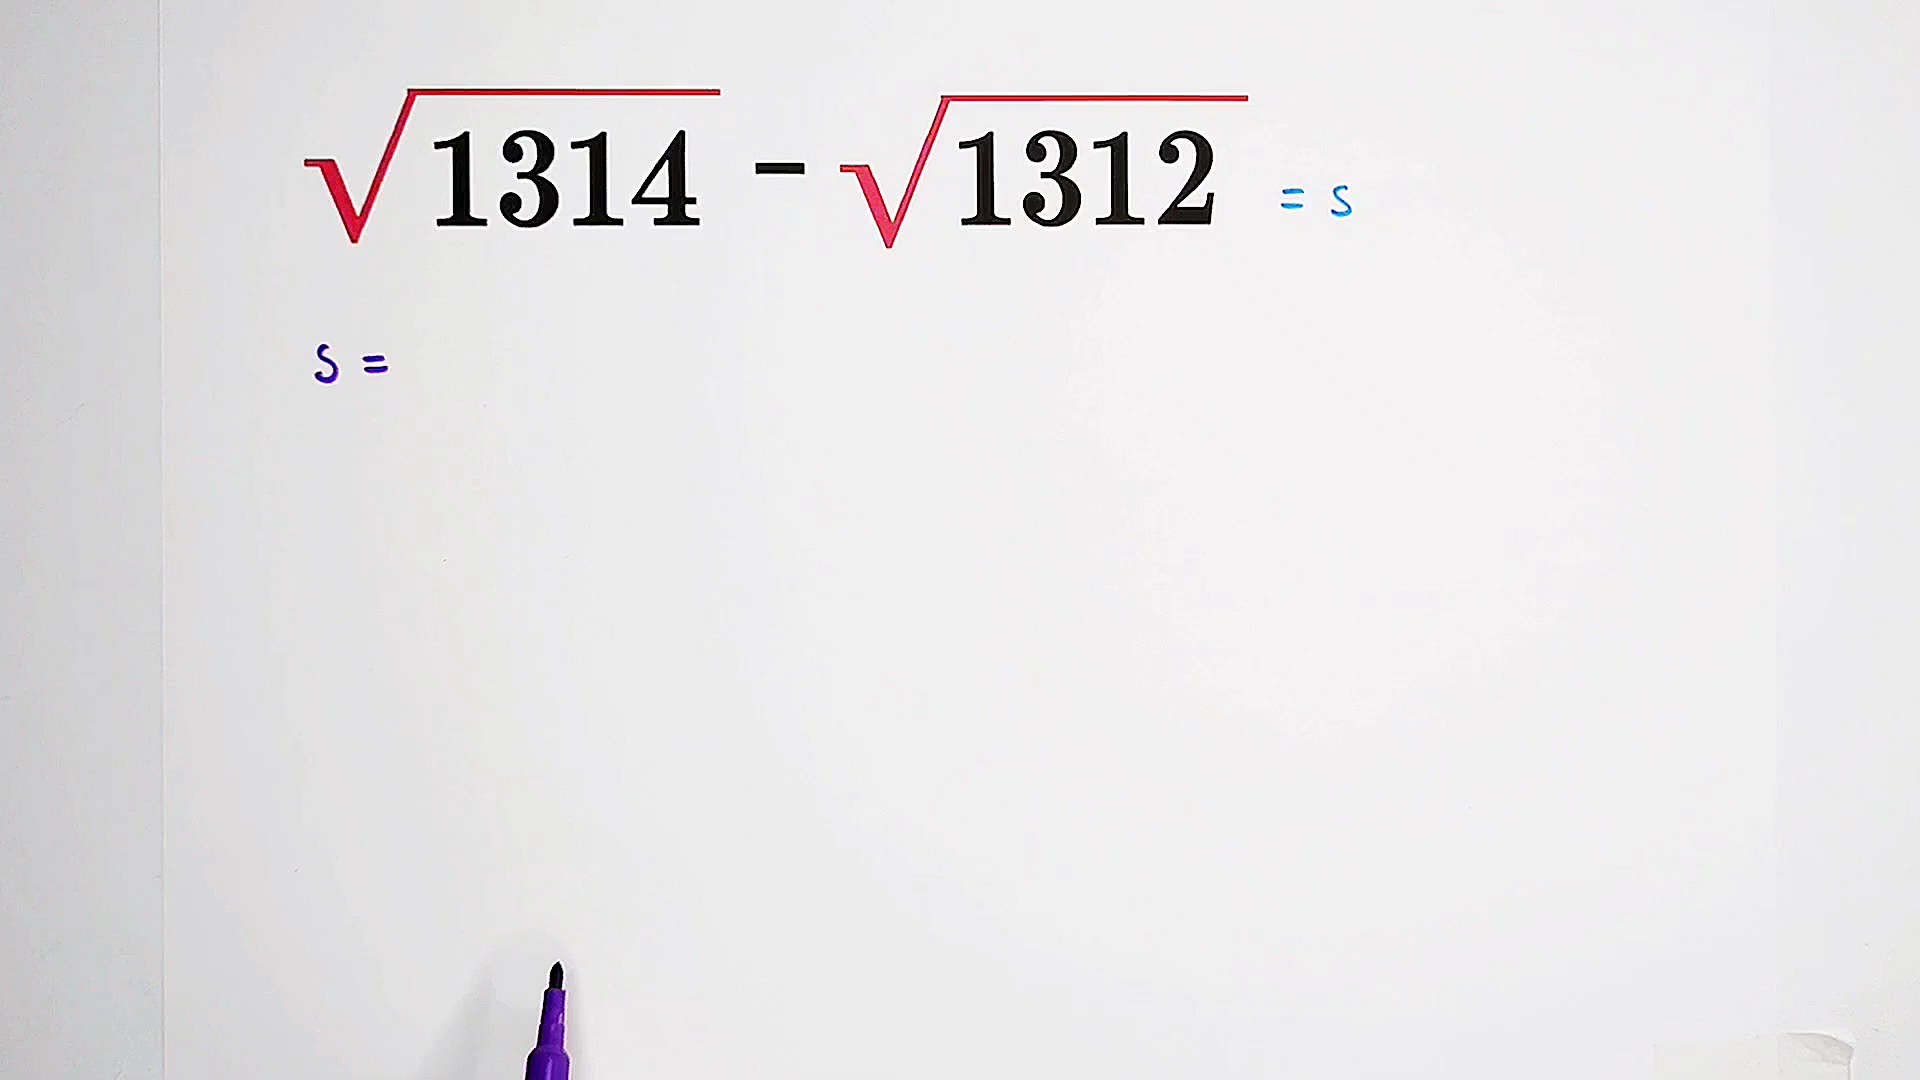 √1314 - √1312 = s
s =